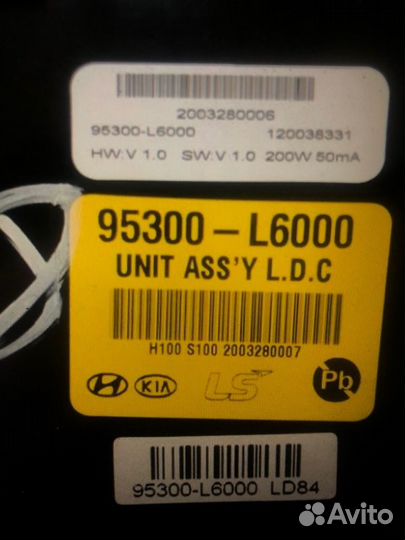 2003280006
95300-L6000 120038331
HW:V 1.0 SW:V 1.0 200W 50mA
95300-L6000
UNIT ASS'Y L.D.C
H100 S100 2003280007
KIA LS Pb
95300-L6000 LD84
Avito